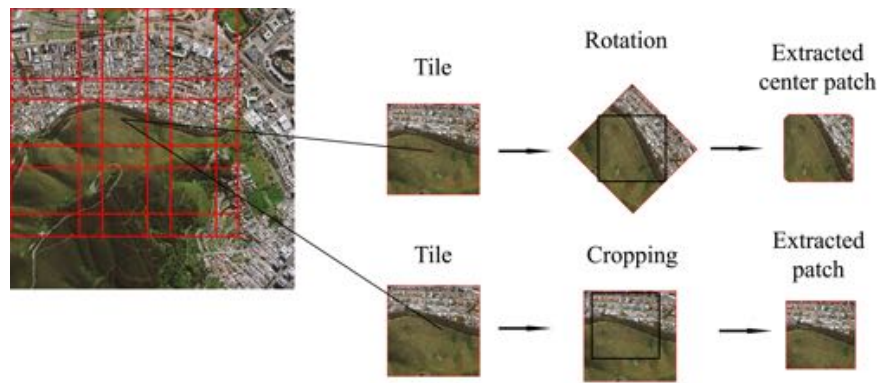 Tile
Rotation
Extracted
center patch
Tile
Cropping
Extracted
patch